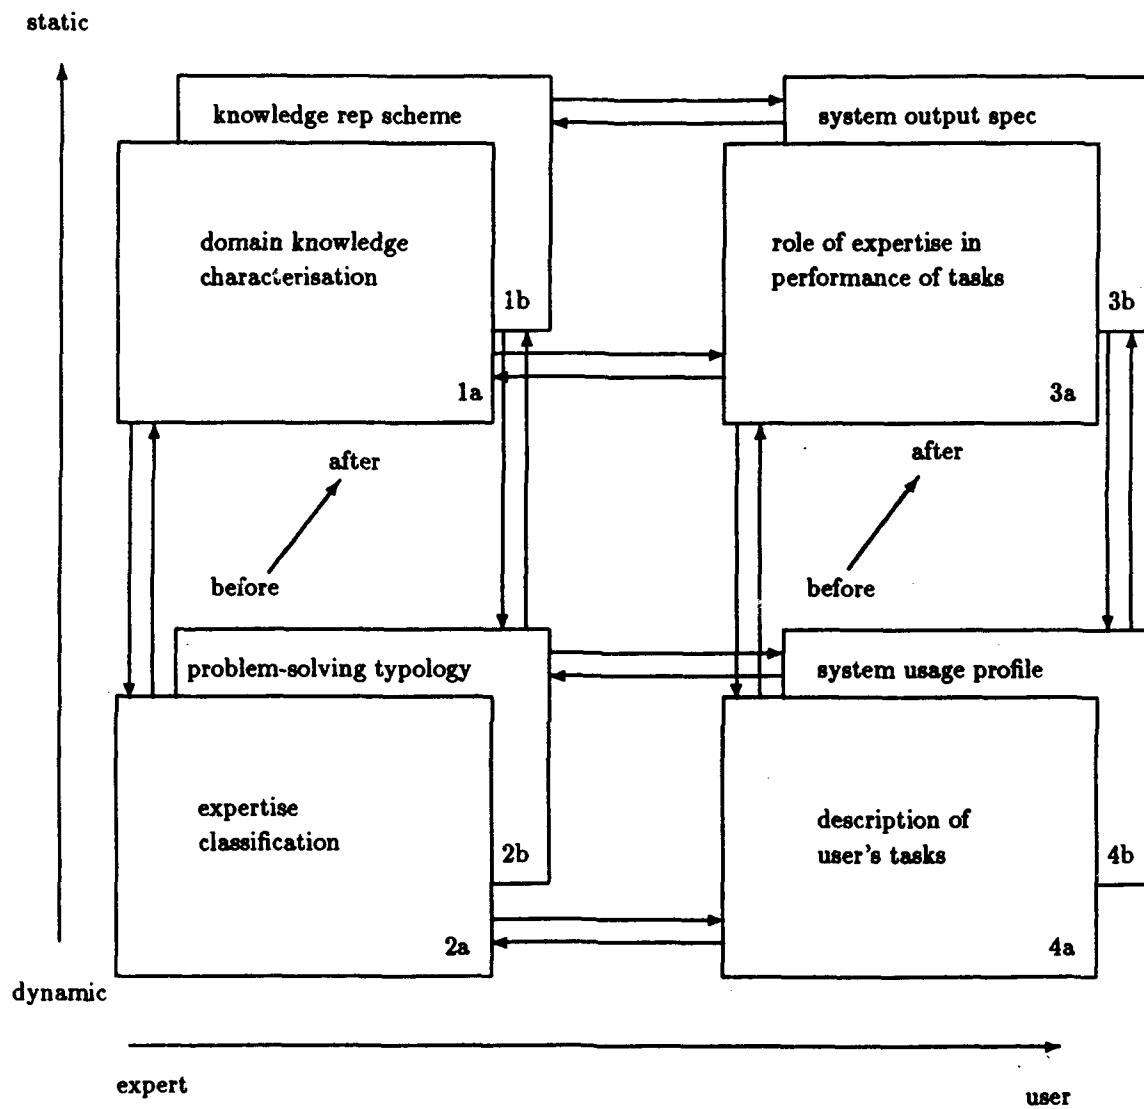 static
knowledge rep scheme
system output spec
domain knowledge
characterisation
role of expertise in
performance of tasks
1b
3b
1a
3a
after
after
before
before
problem-solving typology
system usage profile
expertise
classification
description of
user's tasks
2b
4b
2a
4a
dynamic
expert
user